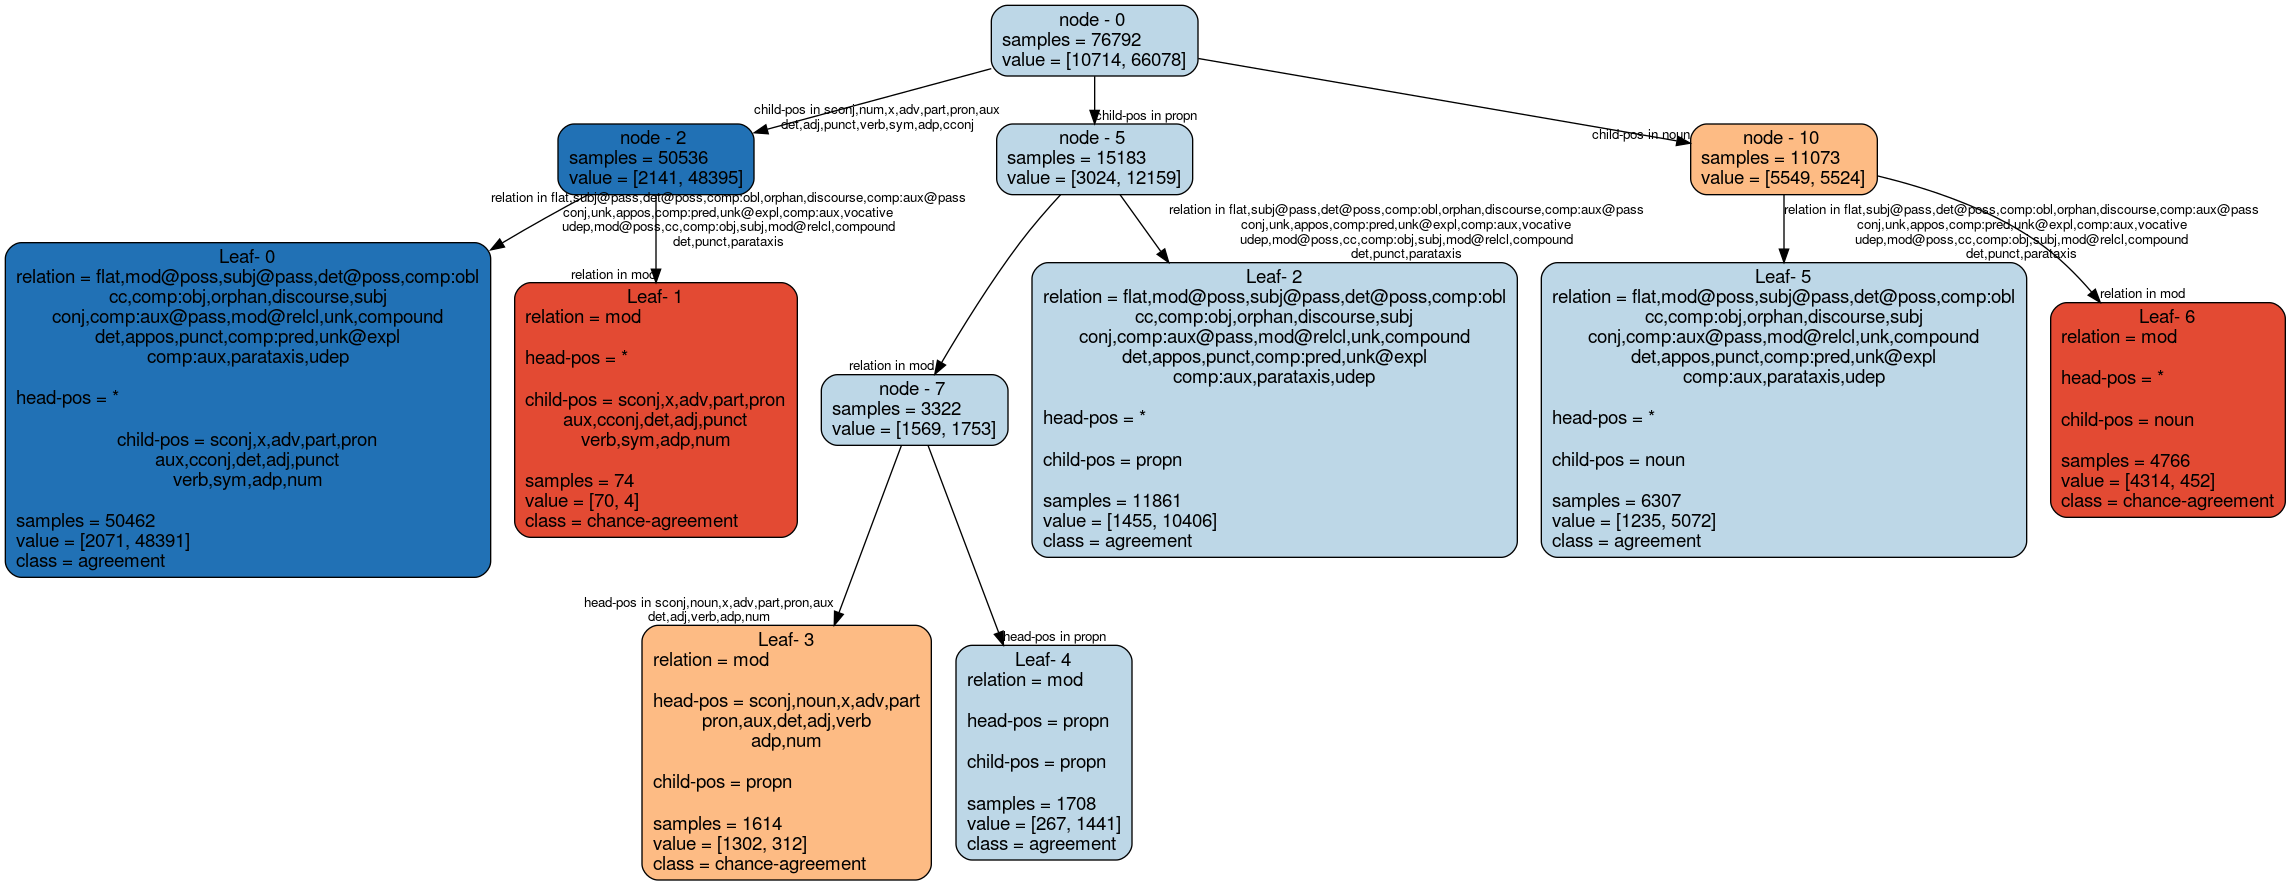 node - 0
samples = 76792
value = [10714, 66078]
child-pos in sconj,num,x,adv,part,pron,aux
det,adj,punct,verb,sym,adp,cconj
child-pos in propn
child-pos in noun
node - 2
samples = 50536
value = [2141, 48395]
node - 5
samples = 15183
value = [3024, 12159]
node - 10
samples = 11073
value = [5549, 5524]
relation in flat,subj@pass,det@poss,comp:obl,orphan,discourse,comp:aux@pass
conj,unk,appos,comp:pred,unk@expl,comp:aux,vocative
udep,mod@poss,cc,comp:obj,subj,mod@relcl,compound
det,punct,parataxis
relation in mod
relation in flat,subj@pass,det@poss,comp:obl,orphan,discourse,comp:aux@pass
conj,unk,appos,comp:pred,unk@expl,comp:aux,vocative
udep,mod@poss,cc,comp:obj,subj,mod@relcl,compound
det,punct,parataxis
relation in flat,subj@pass,det@poss,comp:obl,orphan,discourse,comp:aux@pass
conj,unk,appos,comp:pred,unk@expl,comp:aux,vocative
udep,mod@poss,cc,comp:obj,subj,mod@relcl,compound
det,punct,parataxis
relation in mod
Leaf- 0
relation = flat,mod@poss,subj@pass,det@poss,comp:obl
cc,comp:obj,orphan,discourse,subj
conj,comp:aux@pass,mod@relcl,unk,compound
det,appos,punct,comp:pred,unk@expl
comp:aux,parataxis,udep
head-pos = *
child-pos = sconj,x,adv,part,pron
aux,cconj,det,adj,punct
verb,sym,adp,num
samples = 50462
value = [2071, 48391]
class = agreement
Leaf- 1
relation = mod
head-pos = *
child-pos = sconj,x,adv,part,pron
aux,cconj,det,adj,punct
verb,sym,adp,num
samples = 74
value = [70, 4]
class = chance-agreement
relation in mod
node - 7
samples = 3322
value = [1569, 1753]
Leaf- 2
relation = flat,mod@poss,subj@pass,det@poss,comp:obl
cc,comp:obj,orphan,discourse,subj
conj,comp:aux@pass,mod@relcl,unk,compound
det,appos,punct,comp:pred,unk@expl
comp:aux,parataxis,udep
head-pos = *
child-pos = propn
samples = 11861
value = [1455, 10406]
class = agreement
Leaf- 5
relation = flat,mod@poss,subj@pass,det@poss,comp:obl
cc,comp:obj,orphan,discourse,subj
conj,comp:aux@pass,mod@relcl,unk,compound
det,appos,punct,comp:pred,unk@expl
comp:aux,parataxis,udep
head-pos = *
child-pos = noun
samples = 6307
value = [1235, 5072]
class = agreement
Leaf- 6
relation = mod
head-pos = *
child-pos = noun
samples = 4766
value = [4314, 452]
class = chance-agreement
head-pos in sconj,noun,x,adv,part,pron,aux
det,adj,verb,adp,num
head-pos in propn
Leaf- 3
relation = mod
head-pos = sconj,noun,x,adv,part
pron,aux,det,adj,verb
adp,num
child-pos = propn
samples = 1614
value = [1302, 312]
class = chance-agreement
Leaf- 4
relation = mod
head-pos = propn
child-pos = propn
samples = 1708
value = [267, 1441]
class = agreement